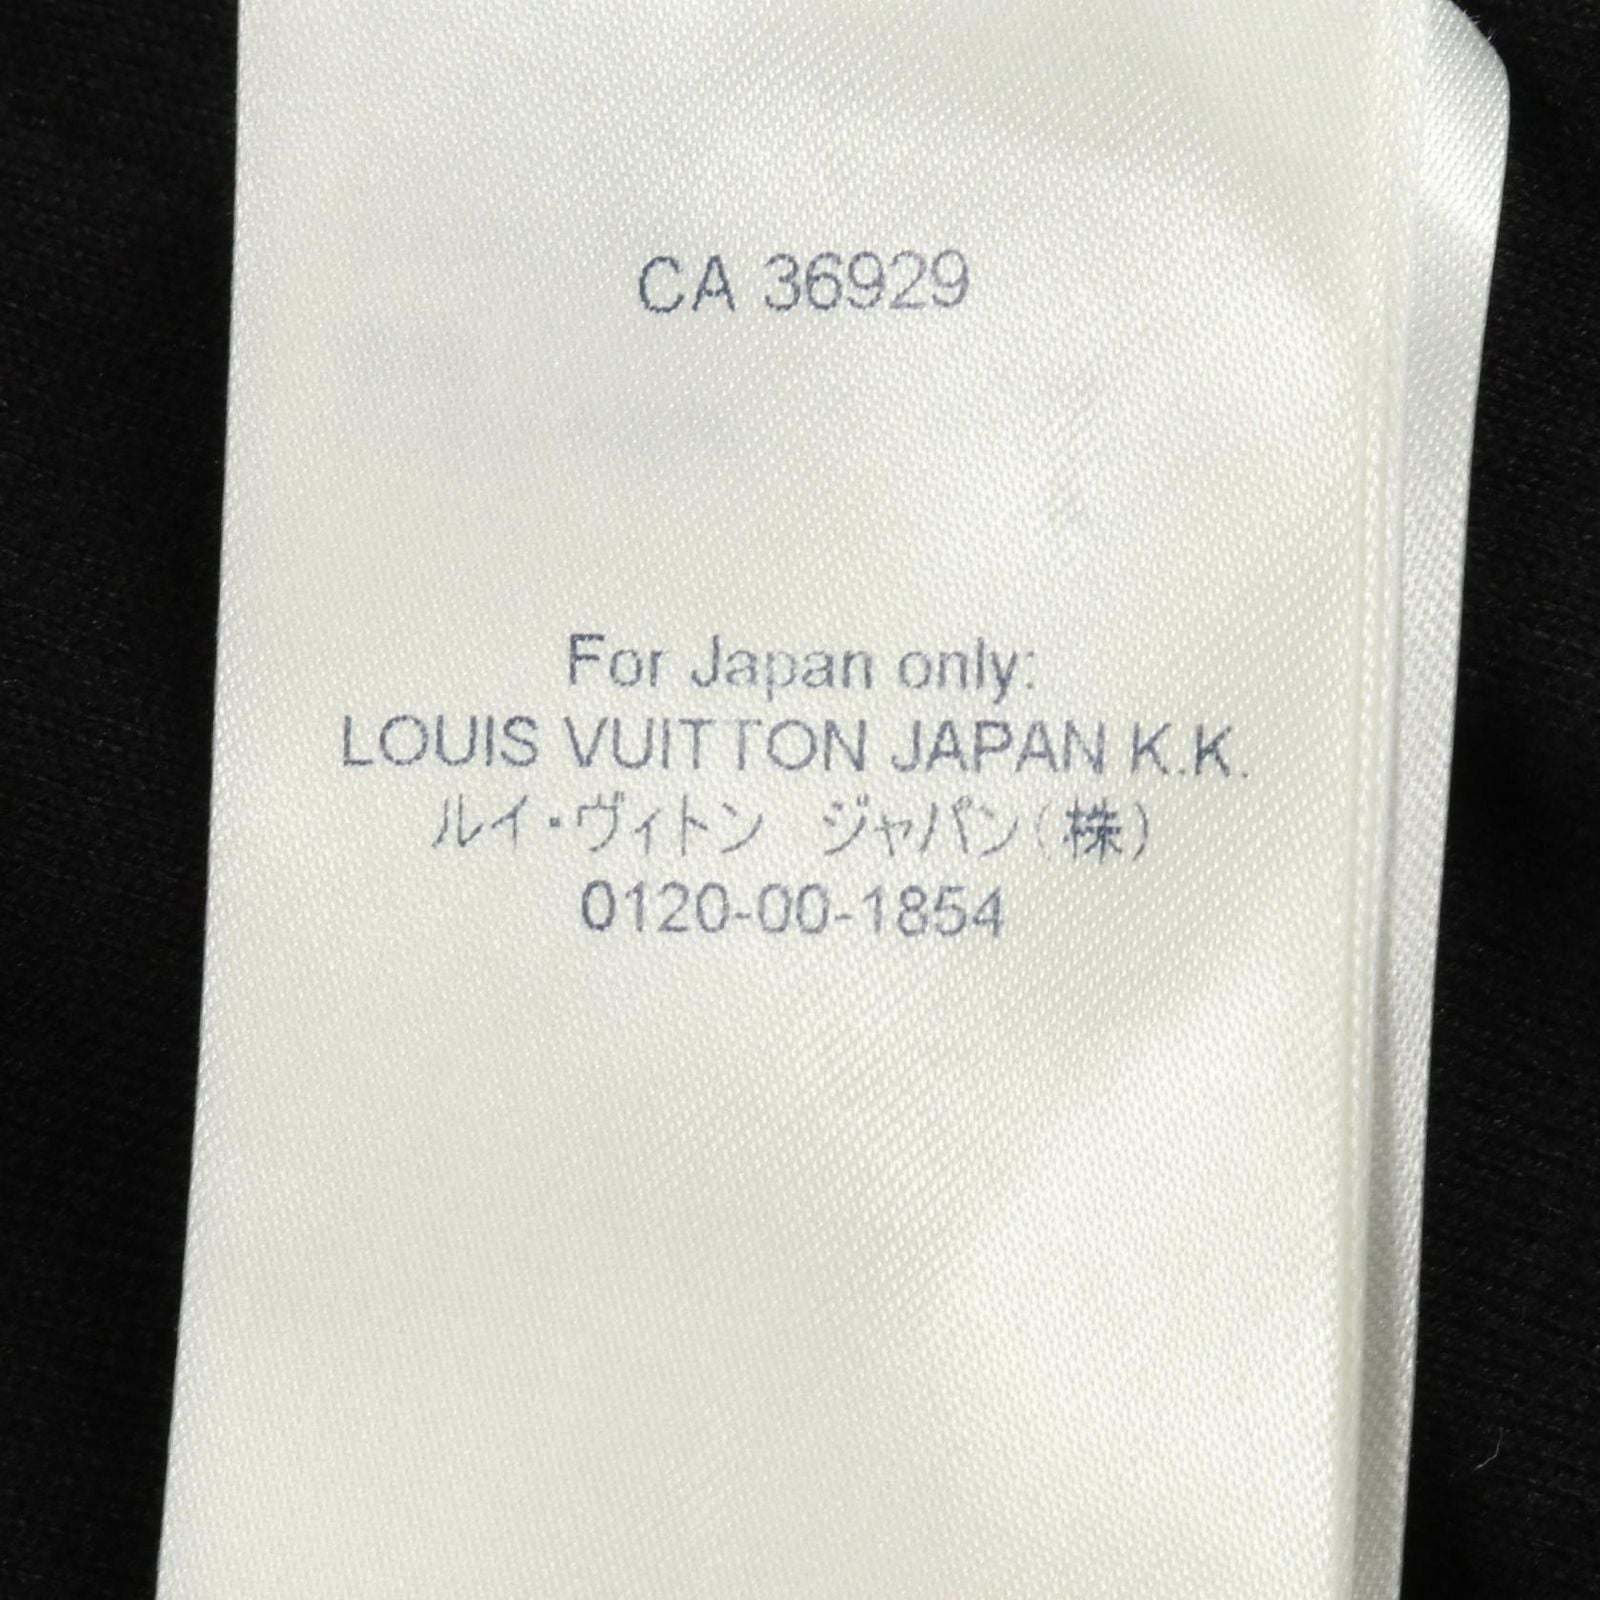 CA 36929
For Japan only:
LOUIS VUITTON JAPAN K.K.
ルイ・ヴィトン　ジャパン(株)
0120-00-1854